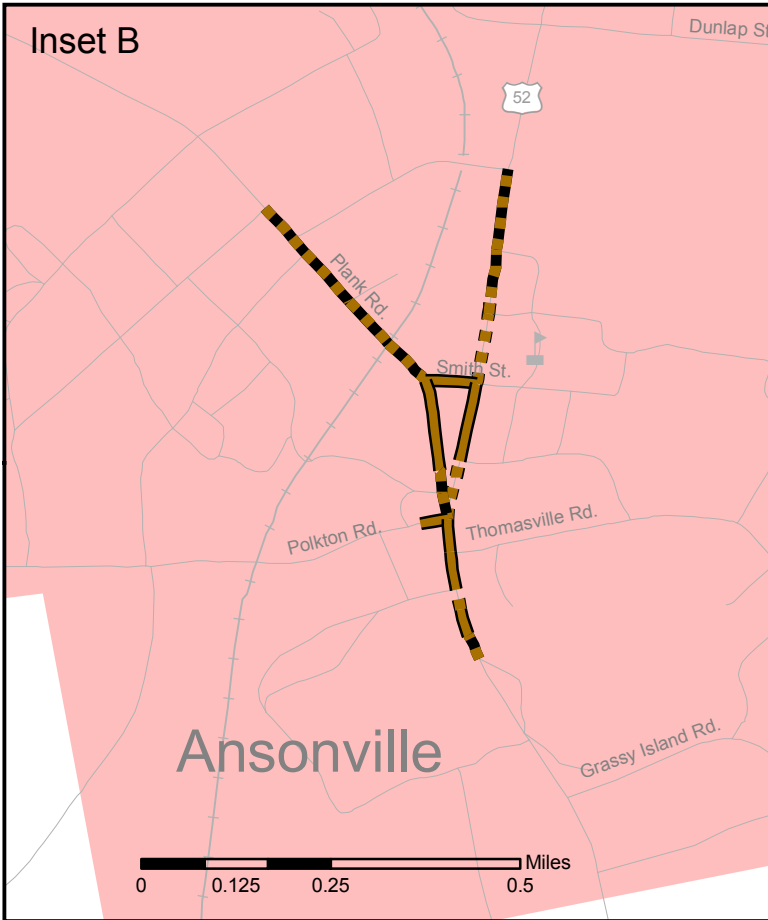 Inset B
Dunlap St
52
Plank Rd.
Smith St.
Polkton Rd.
Thomasville Rd.
Ansonville
Grassy Island Rd.
Miles
0 0.125 0.25 0.5